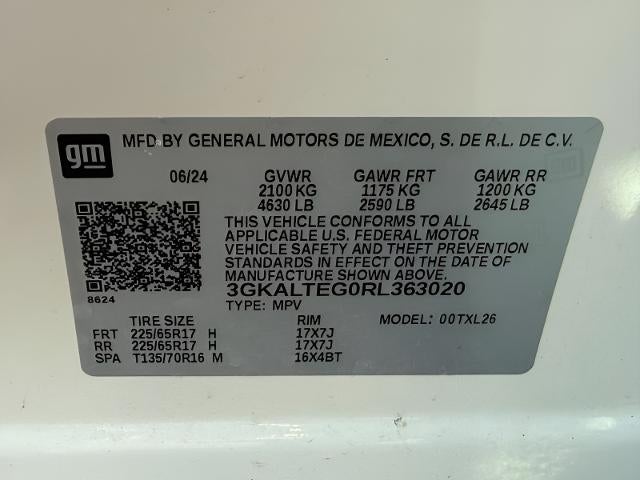 gm MFD BY GENERAL MOTORS DE MEXICO, S. DE R.L. DE C.V.
06/24 GVWR GAWR FRT GAWR RR
2100 KG 1175 KG 1200 KG
4630 LB 2590 LB 2645 LB
THIS VEHICLE CONFORMS TO ALL
APPLICABLE U.S. FEDERAL MOTOR
VEHICLE SAFETY AND THEFT PREVENTION
STANDARDS IN EFFECT ON THE DATE OF
MANUFACTURE SHOWN ABOVE.
3GKALTEG0RL363020
8624
TYPE: MPV
TIRE SIZE RIM MODEL: 00TXL26
FRT 225/65R17 H 17X7J
RR 225/65R17 H 17X7J
SPA T135/70R16 M 16X4BT